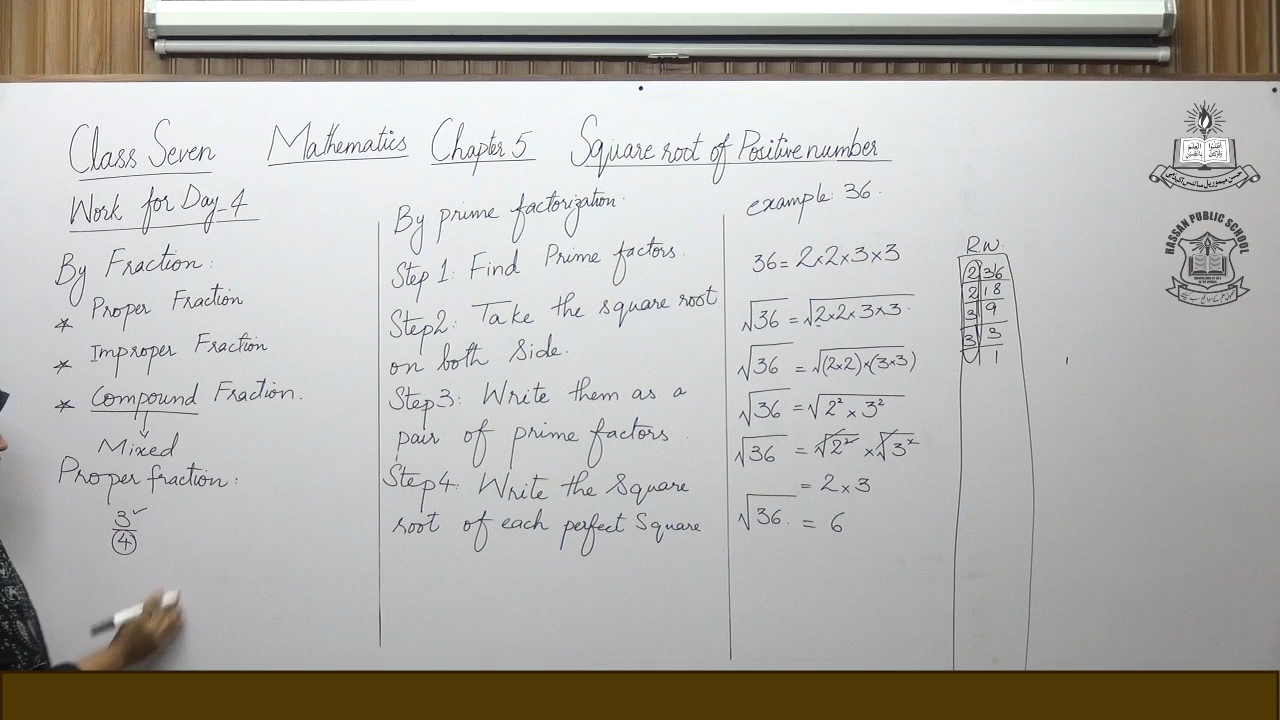 Class Seven Mathematics Chapter 5 Square root of Positive number
Work for Day-4
By Fraction:
* Proper Fraction
* Improper Fraction
* Compound Fraction.
Mixed
Proper fraction:
3
4
By prime factorization.
Step 1: Find Prime factors.
Step2: Take the square root
on both Side.
Step3: Write them as a
pair of prime factors.
Step4: Write the Square
root of each perfect Square
example: 36.
36 = 2×2×3×3
√36 = √2×2×3×3
√36 = √(2×2)×(3×3)
√36 = √2² × 3²
√36 = √2² × √3²
= 2×3
√36 = 6
R.W.
2 36
2 18
3 9
3 3
1
HASSAN PUBLIC SCHOOL